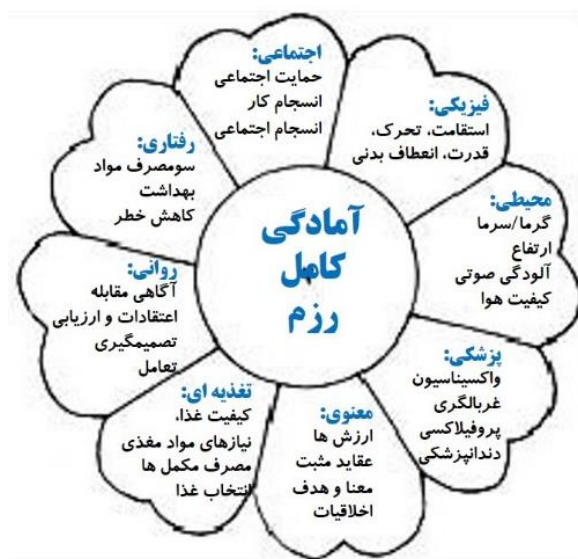 آمادگی
کامل
رزم
اجتماعی:
حمایت اجتماعی
انسجام کار
انسجام اجتماعی
فیزیکی:
استقامت، تحرک،
قدرت، انعطاف بدنی
محیطی:
گرما/سرما
ارتفاع
آلودگی صوتی
کیفیت هوا
پزشکی:
واکسیناسیون
غربالگری
پروفیلاکسی
دندانپزشکی
معنوی:
ارزش ها
عقاید مثبت
معنا و هدف
اخلاقیات
تغذیه ای:
کیفیت غذا،
نیازهای مواد مغذی
مصرف مکمل ها
انتخاب غذا
روانی:
آگاهی مقابله
اعتقادات و ارزیابی
تصمیمگیری
تعامل
رفتاری:
سومصرف مواد
بهداشت
کاهش خطر